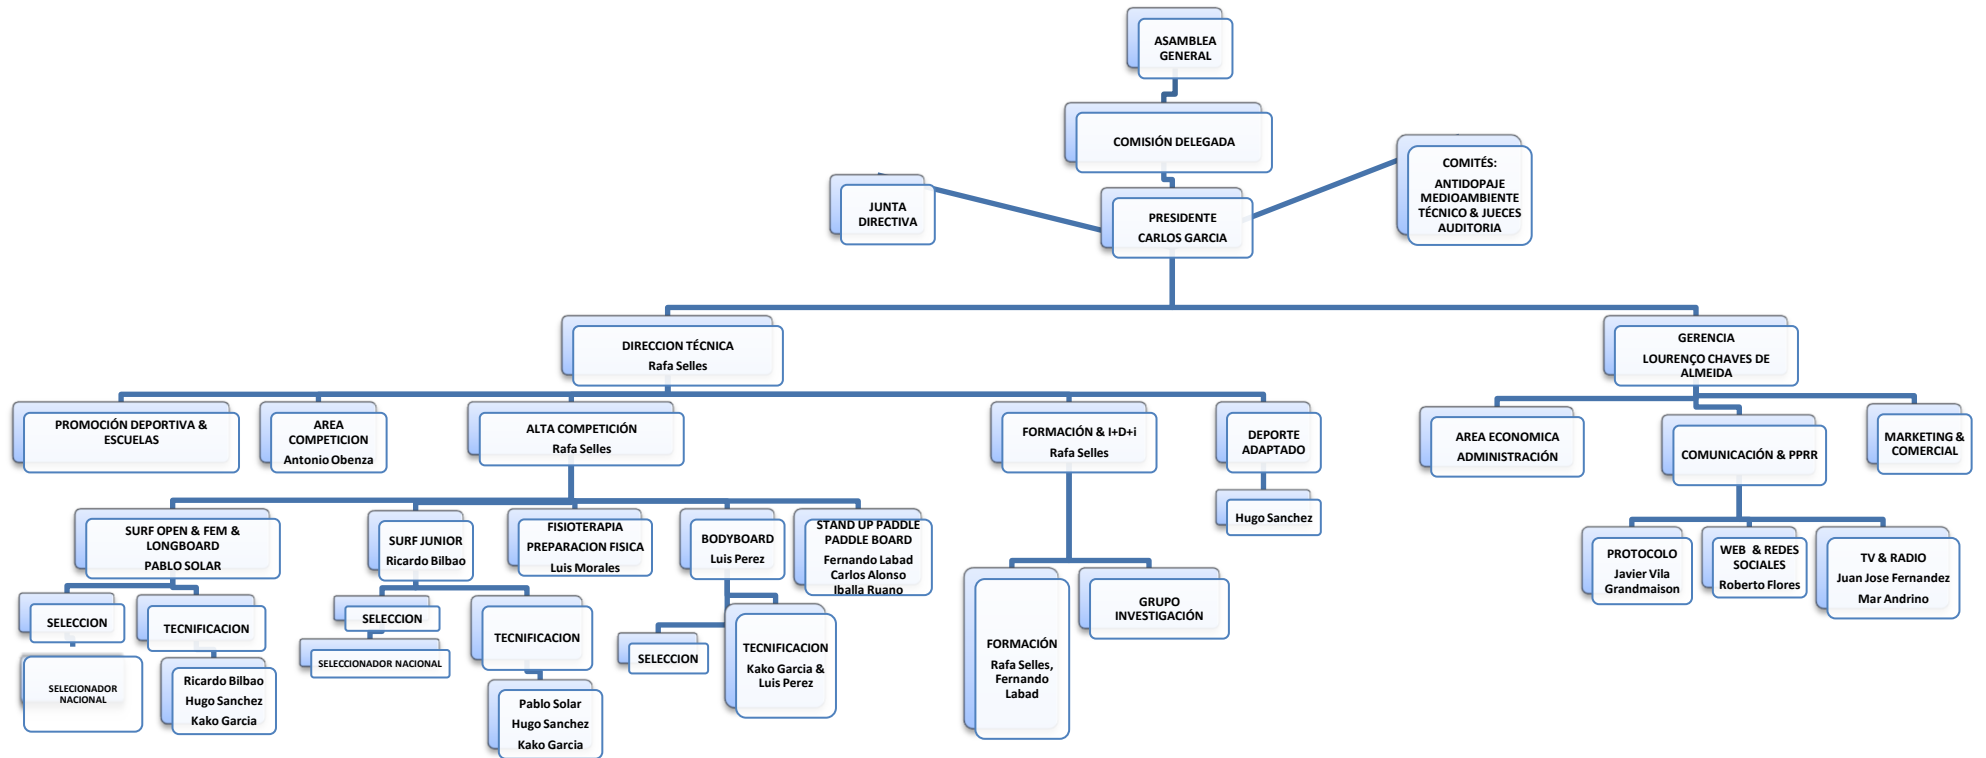 ASAMBLEA
GENERAL
COMISIÓN DELEGADA
COMITÉS:
ANTIDOPAJE
MEDIOAMBIENTE
TÉCNICO & JUECES
AUDITORIA
JUNTA
DIRECTIVA
PRESIDENTE
CARLOS GARCIA
DIRECCION TÉCNICA
Rafa Selles
GERENCIA
LOURENÇO CHAVES DE
ALMEIDA
PROMOCIÓN DEPORTIVA &
ESCUELAS
AREA
COMPETICION
Antonio Obenza
ALTA COMPETICIÓN
Rafa Selles
FORMACIÓN & I+D+i
Rafa Selles
DEPORTE
ADAPTADO
Hugo Sanchez
AREA ECONOMICA
ADMINISTRACIÓN
COMUNICACIÓN & PPRR
MARKETING &
COMERCIAL
SURF OPEN & FEM &
LONGBOARD
PABLO SOLAR
SURF JUNIOR
Ricardo Bilbao
FISIOTERAPIA
PREPARACION FISICA
Luis Morales
BODYBOARD
Luis Perez
STAND UP PADDLE
PADDLE BOARD
Fernando Labad
Carlos Alonso
Iballa Ruano
PROTOCOLO
Javier Vila
Grandmaison
WEB & REDES
SOCIALES
Roberto Flores
TV & RADIO
Juan Jose Fernandez
Mar Andrino
SELECCION
TECNIFICACION
SELECIONADOR
NACIONAL
Ricardo Bilbao
Hugo Sanchez
Kako Garcia
SELECCION
SELECCIONADOR NACIONAL
TECNIFICACION
Pablo Solar
Hugo Sanchez
Kako Garcia
SELECCION
TECNIFICACION
Kako Garcia &
Luis Perez
FORMACIÓN
Rafa Selles,
Fernando
Labad
GRUPO
INVESTIGACIÓN